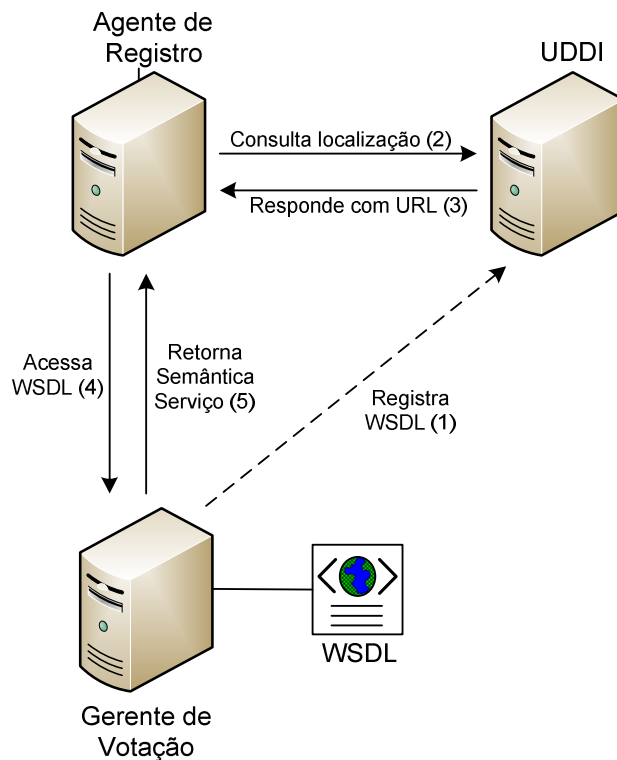 Agente de
Registro
UDDI
Consulta localização (2)
Responde com URL (3)
Acessa
WSDL (4)
Retorna
Semântica
Serviço (5)
Registra
WSDL (1)
WSDL
Gerente de
Votação